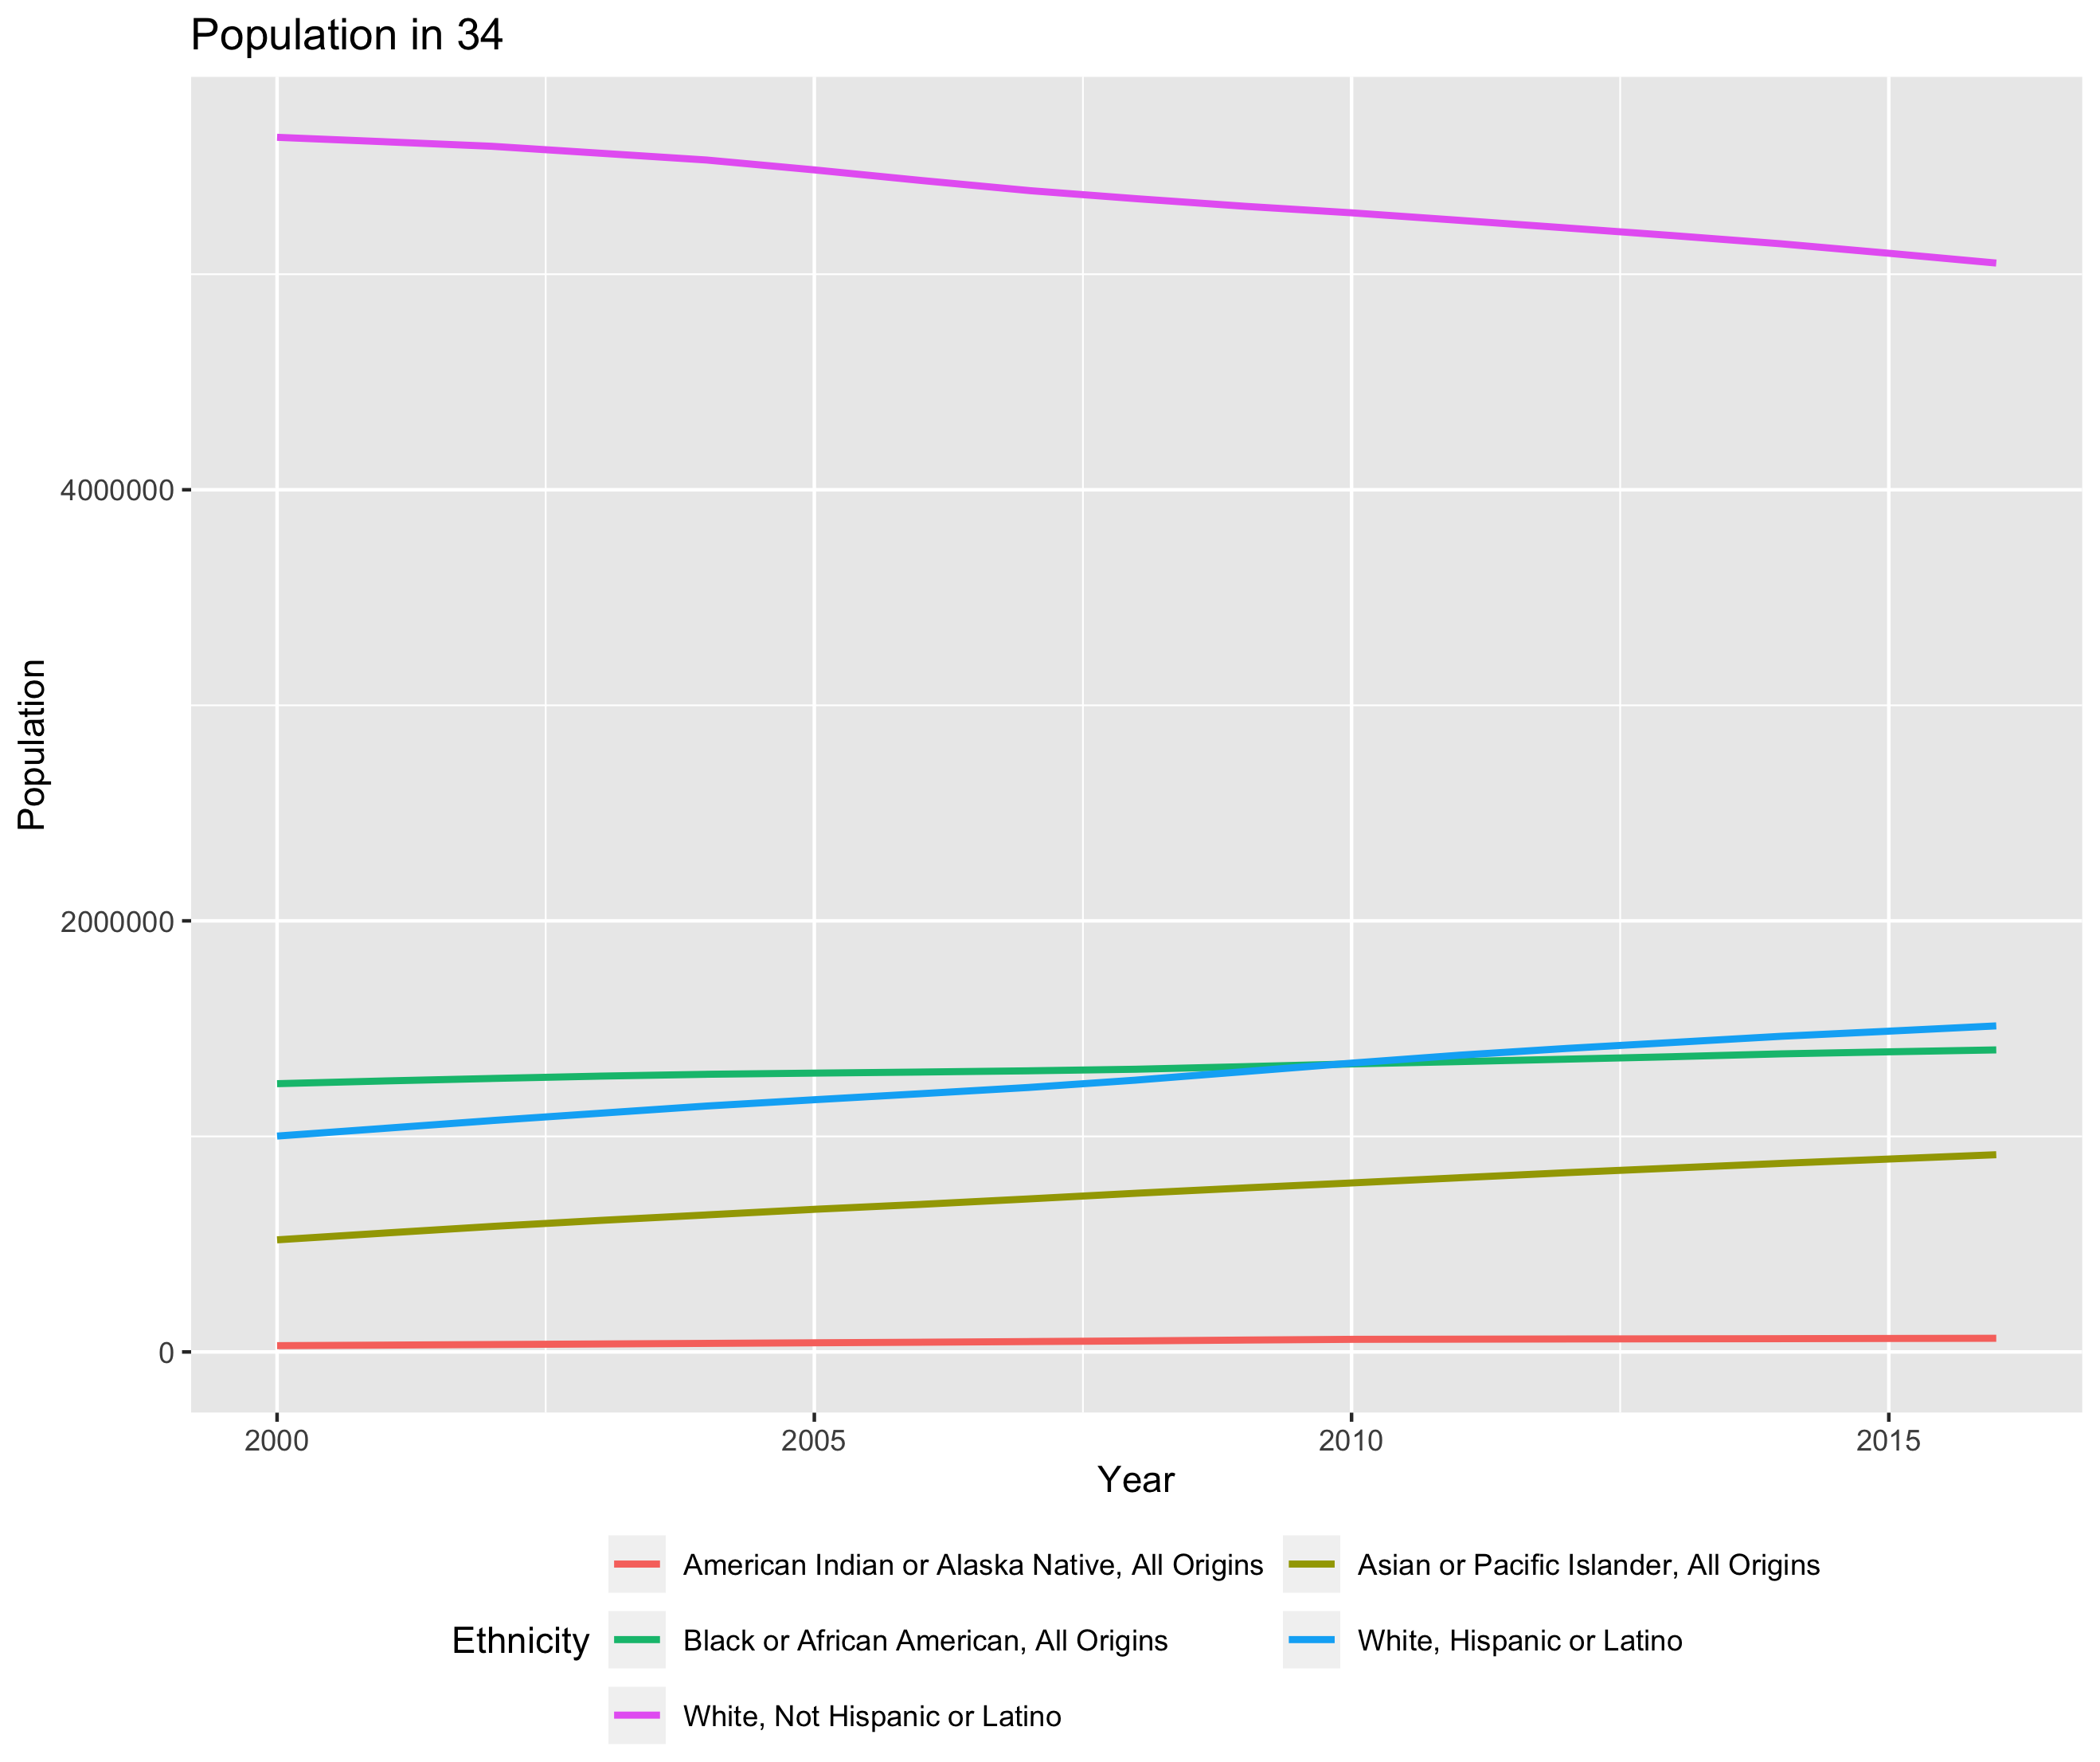 Population in 34
Population
4000000
2000000
0
2000
2005
2010
2015
Year
Ethnicity
American Indian or Alaska Native, All Origins
Asian or Pacific Islander, All Origins
Black or African American, All Origins
White, Hispanic or Latino
White, Not Hispanic or Latino